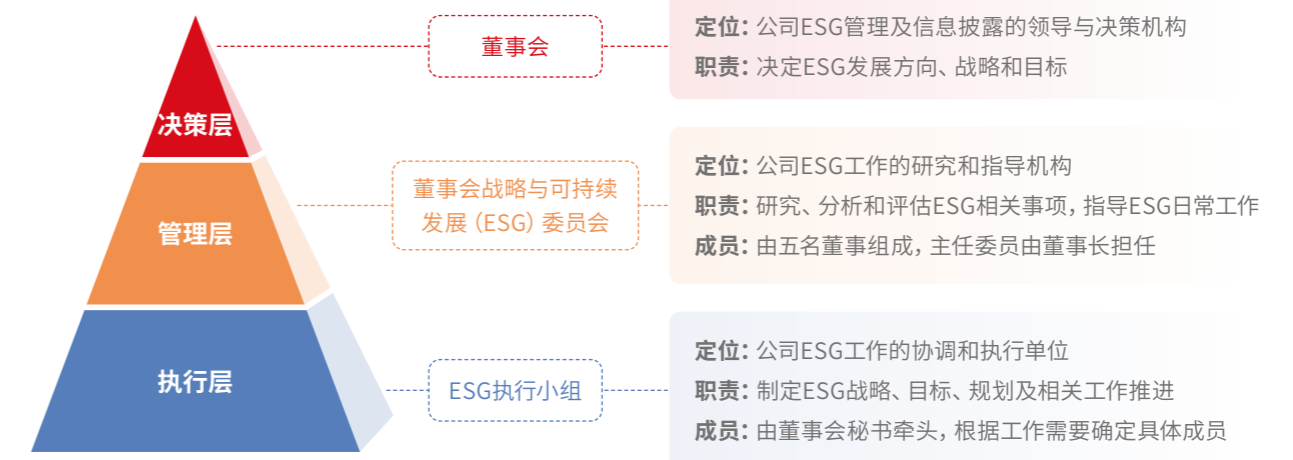 决策层
董事会
定位：公司ESG管理及信息披露的领导与决策机构
职责：决定ESG发展方向、战略和目标
管理层
董事会战略与可持续
发展（ESG）委员会
定位：公司ESG工作的研究和指导机构
职责：研究、分析和评估ESG相关事项，指导ESG日常工作
成员：由五名董事组成，主任委员由董事长担任
执行层
ESG执行小组
定位：公司ESG工作的协调和执行单位
职责：制定ESG战略、目标、规划及相关工作推进
成员：由董事会秘书牵头，根据工作需要确定具体成员